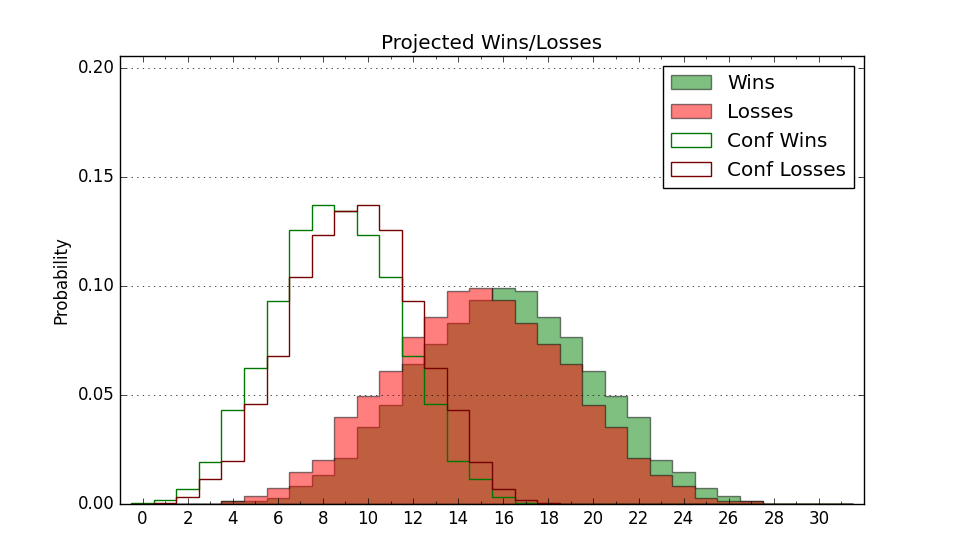 Projected Wins/Losses
Wins
Losses
Conf Wins
Conf Losses
Probability
0.20
0.15
0.10
0.05
0.00
0 2 4 6 8 10 12 14 16 18 20 22 24 26 28 30